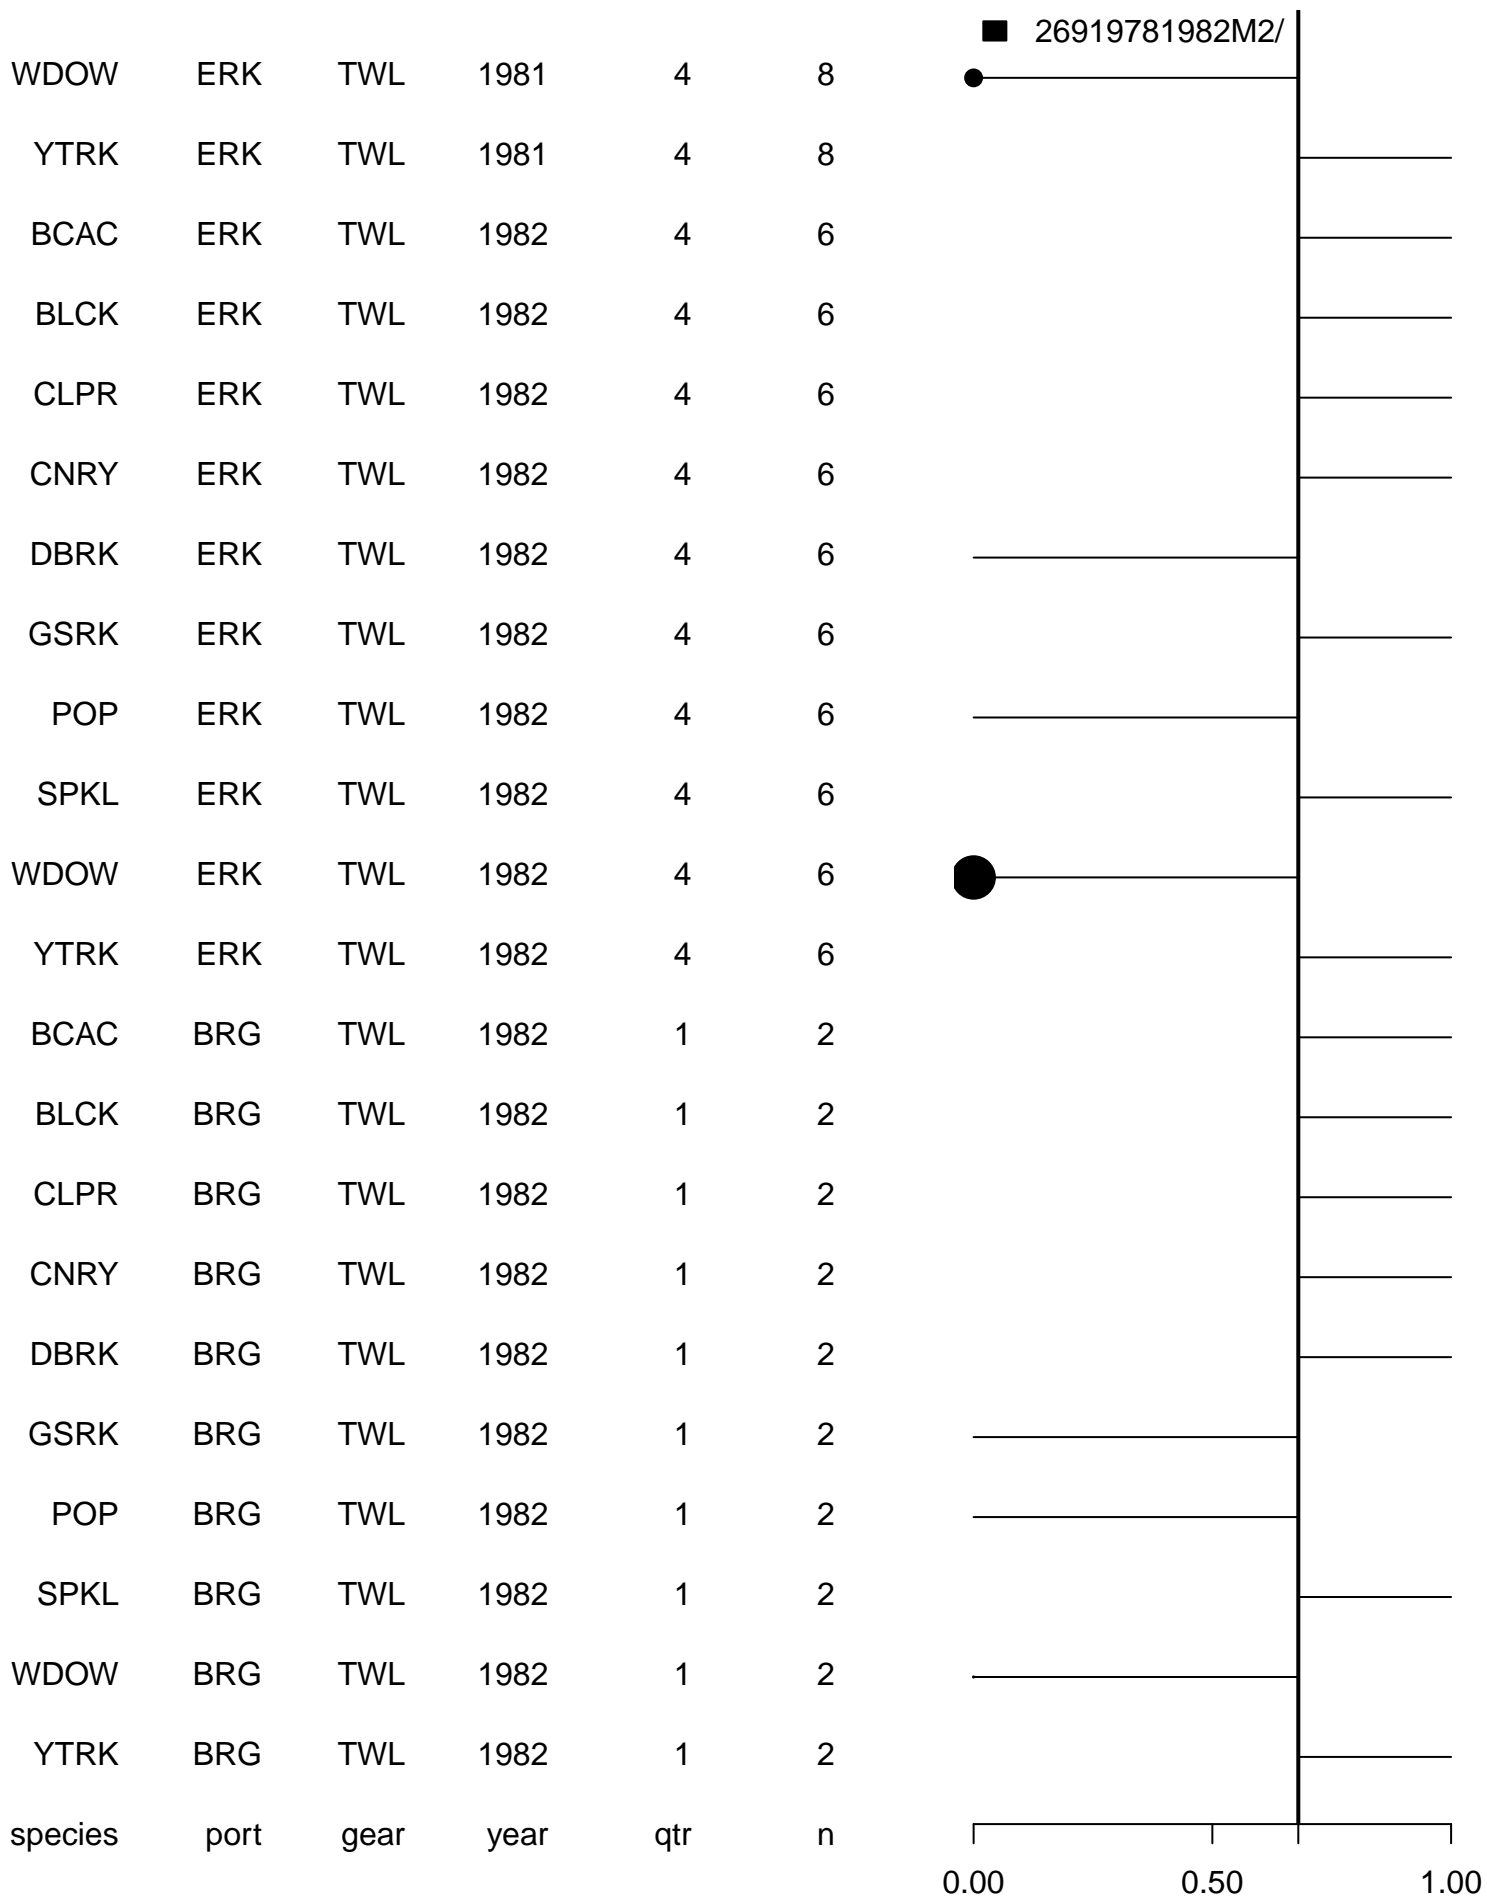 26919781982M2/
WDOW ERK TWL 1981 4 8
YTRK ERK TWL 1981 4 8
BCAC ERK TWL 1982 4 6
BLCK ERK TWL 1982 4 6
CLPR ERK TWL 1982 4 6
CNRY ERK TWL 1982 4 6
DBRK ERK TWL 1982 4 6
GSRK ERK TWL 1982 4 6
POP ERK TWL 1982 4 6
SPKL ERK TWL 1982 4 6
WDOW ERK TWL 1982 4 6
YTRK ERK TWL 1982 4 6
BCAC BRG TWL 1982 1 2
BLCK BRG TWL 1982 1 2
CLPR BRG TWL 1982 1 2
CNRY BRG TWL 1982 1 2
DBRK BRG TWL 1982 1 2
GSRK BRG TWL 1982 1 2
POP BRG TWL 1982 1 2
SPKL BRG TWL 1982 1 2
WDOW BRG TWL 1982 1 2
YTRK BRG TWL 1982 1 2
species port gear year qtr n
0.00 0.50 1.00